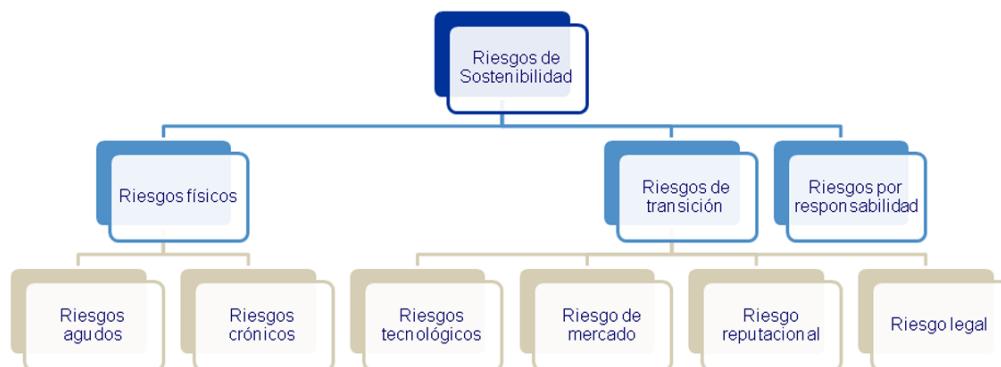 Riesgos de
Sostenibilidad
Riesgos físicos
Riesgos de
transición
Riesgos por
responsabilidad
Riesgos
agudos
Riesgos
crónicos
Riesgos
tecnológicos
Riesgo de
mercado
Riesgo
reputacional
Riesgo legal